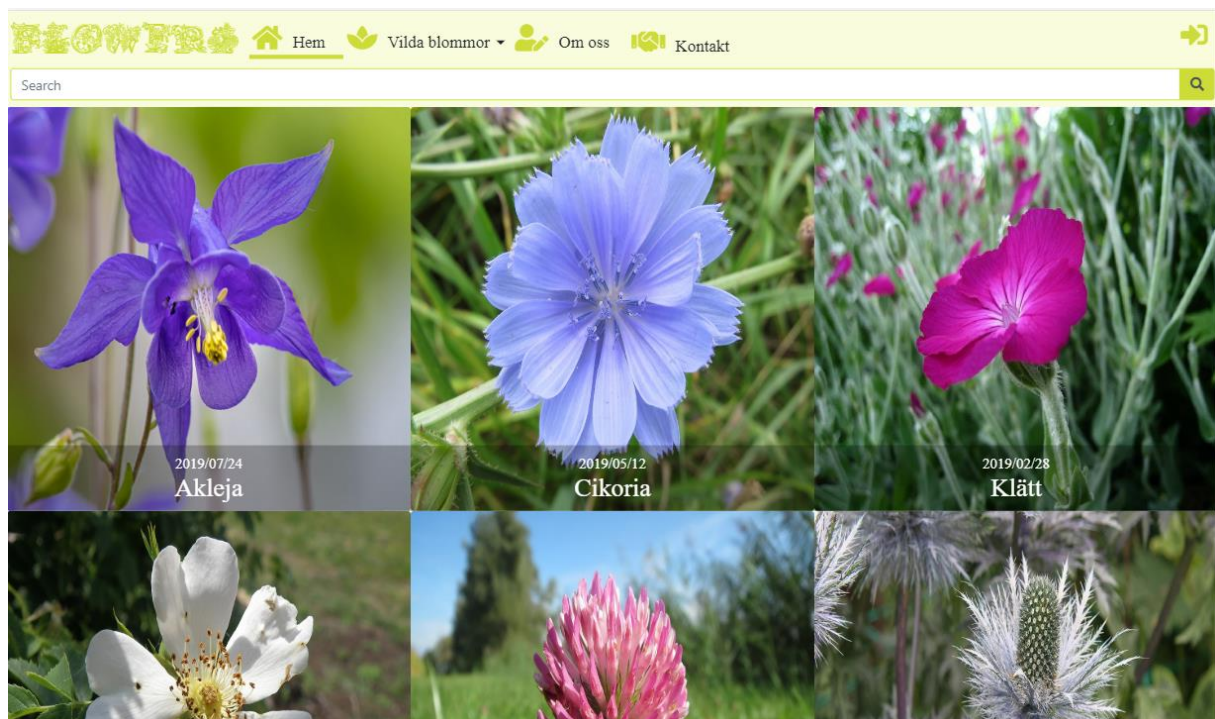 FLOWERS Hem Vilda blommor Om oss Kontakt
Search
2019/07/24
Akleja
2019/05/12
Cikoria
2019/02/28
Klätt